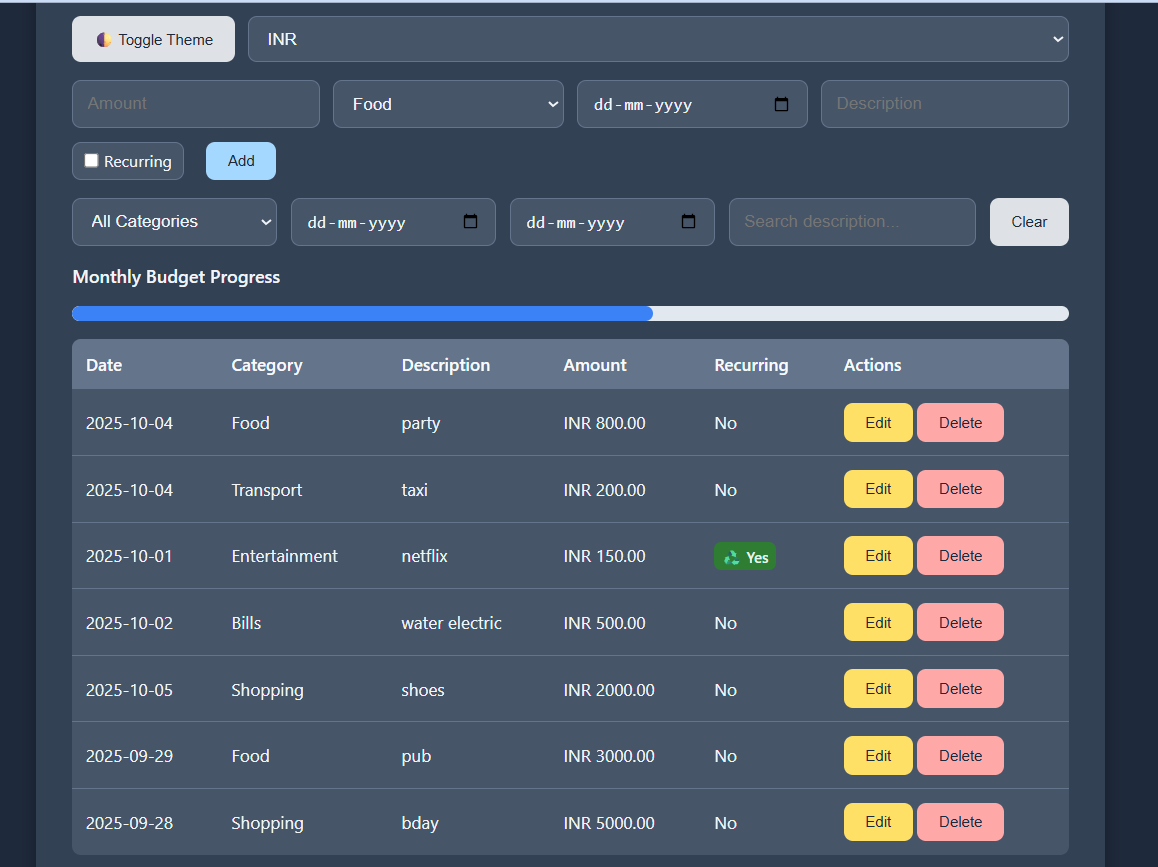 Toggle Theme INR
Amount Food dd-mm-yyyy Description
Recurring Add
All Categories dd-mm-yyyy dd-mm-yyyy Search description... Clear
Monthly Budget Progress
Date Category Description Amount Recurring Actions
2025-10-04 Food party INR 800.00 No Edit Delete
2025-10-04 Transport taxi INR 200.00 No Edit Delete
2025-10-01 Entertainment netflix INR 150.00 Yes Edit Delete
2025-10-02 Bills water electric INR 500.00 No Edit Delete
2025-10-05 Shopping shoes INR 2000.00 No Edit Delete
2025-09-29 Food pub INR 3000.00 No Edit Delete
2025-09-28 Shopping bday INR 5000.00 No Edit Delete